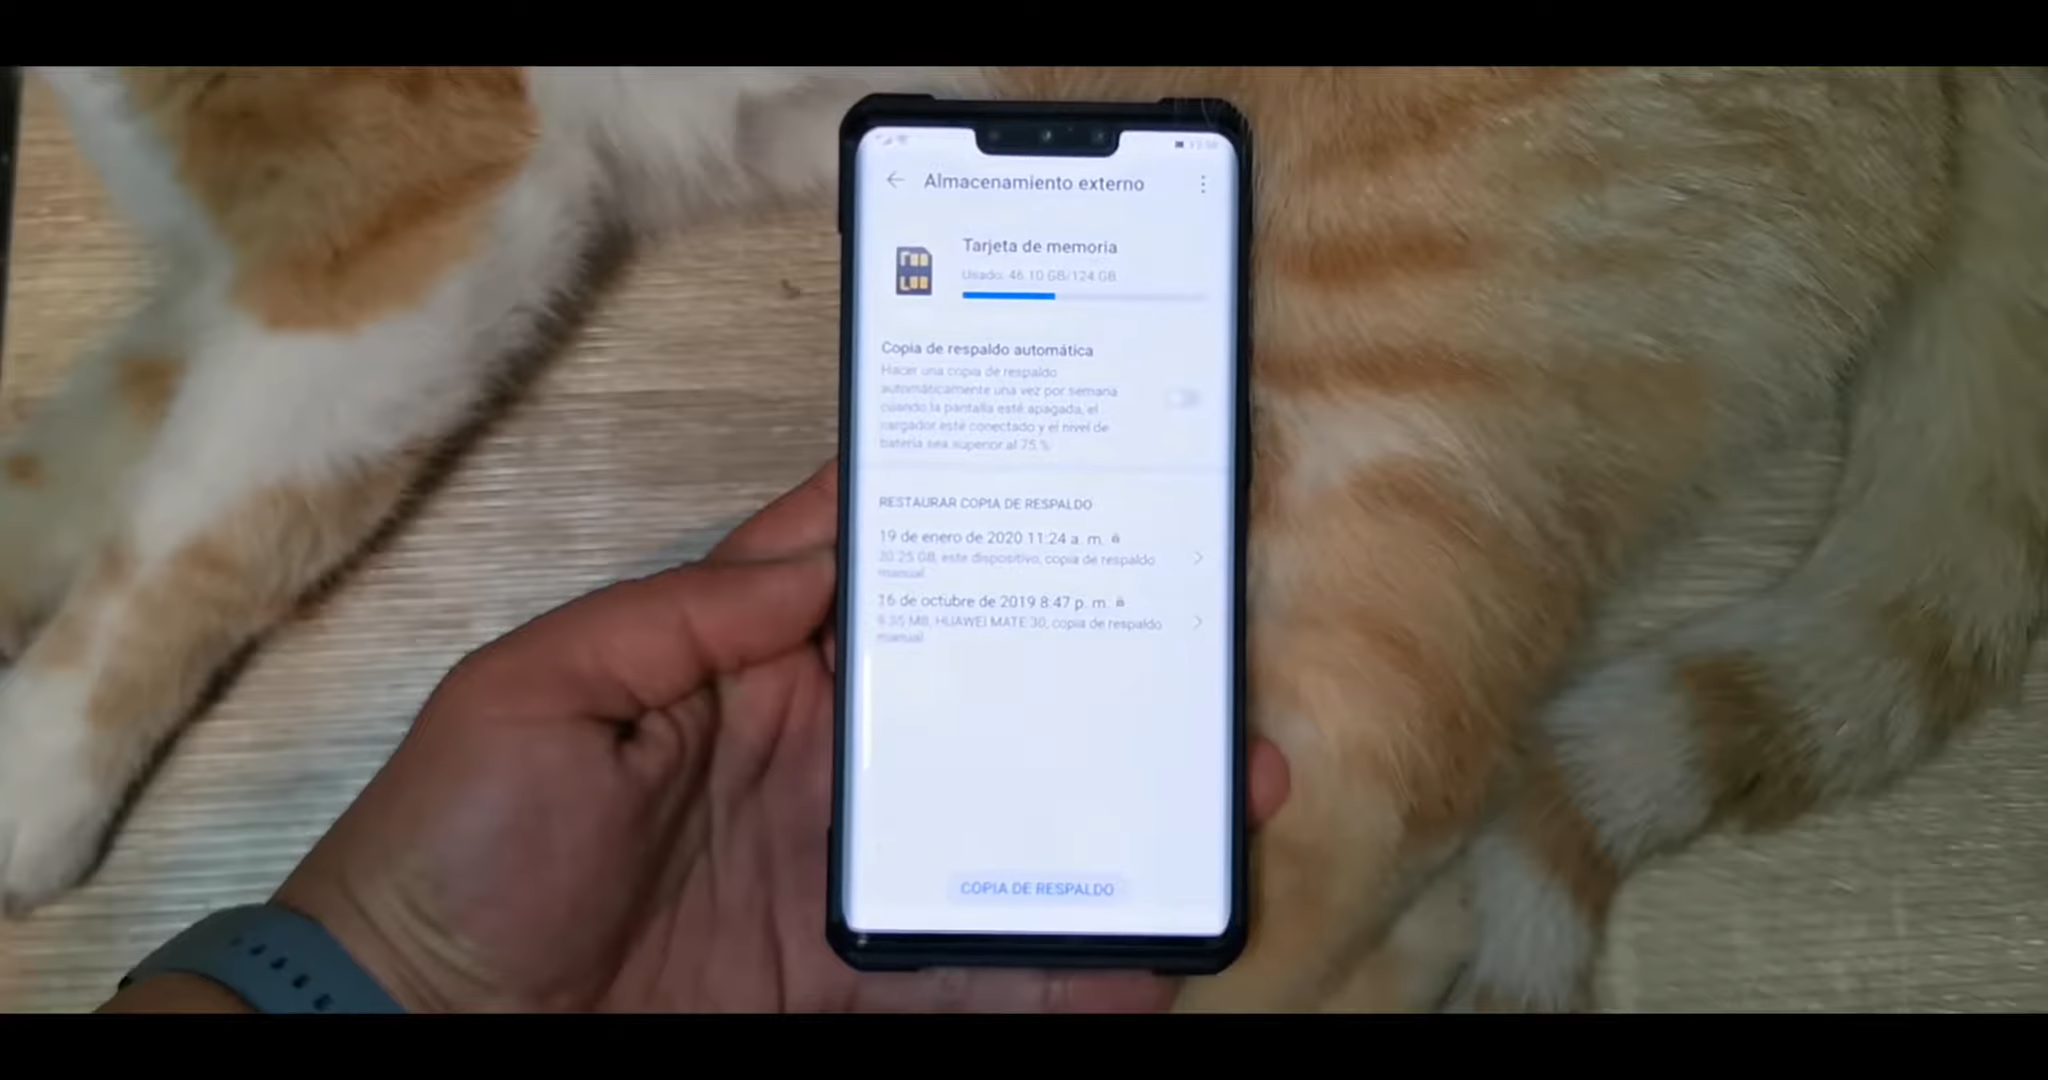 Almacenamiento externo
Tarjeta de memoria
Usado: 46.10 GB/124 GB
Copia de respaldo automática
Hacer una copia de respaldo
automáticamente una vez por semana
cuando la pantalla esté apagada, el
cargador esté conectado y el nivel de
batería sea superior al 75 %.
RESTAURAR COPIA DE RESPALDO
19 de enero de 2020 11:24 a. m.
GB, este dispositivo, copia de respaldo
manual
16 de octubre de 2019 8:47 p. m.
MB, HUAWEI MATE 30, copia de respaldo
manual
COPIA DE RESPALDO